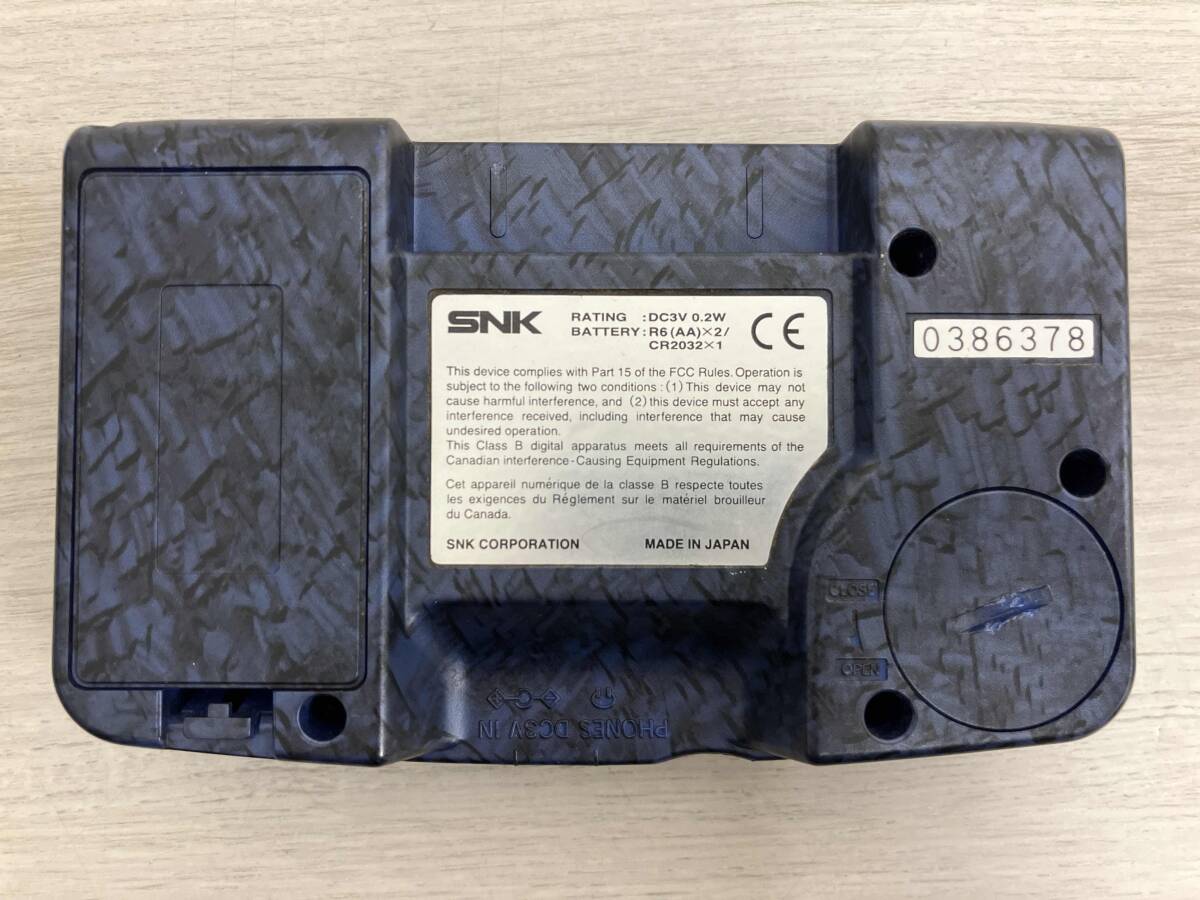 SNK
RATING : DC3V 0.2W
BATTERY : R6 (AA)×2/
CR2032×1
CE
0386378
This device complies with Part 15 of the FCC Rules. Operation is
subject to the following two conditions : (1) This device may not
cause harmful interference, and (2) this device must accept any
interference received, including interference that may cause
undesired operation.
This Class B digital apparatus meets all requirements of the
Canadian interference-Causing Equipment Regulations.
Cet appareil numérique de la classe B respecte toutes
les exigences du Réglement sur le matériel brouilleur
du Canada.
SNK CORPORATION MADE IN JAPAN
CLOSE
OPEN
PHONES DC3V IN